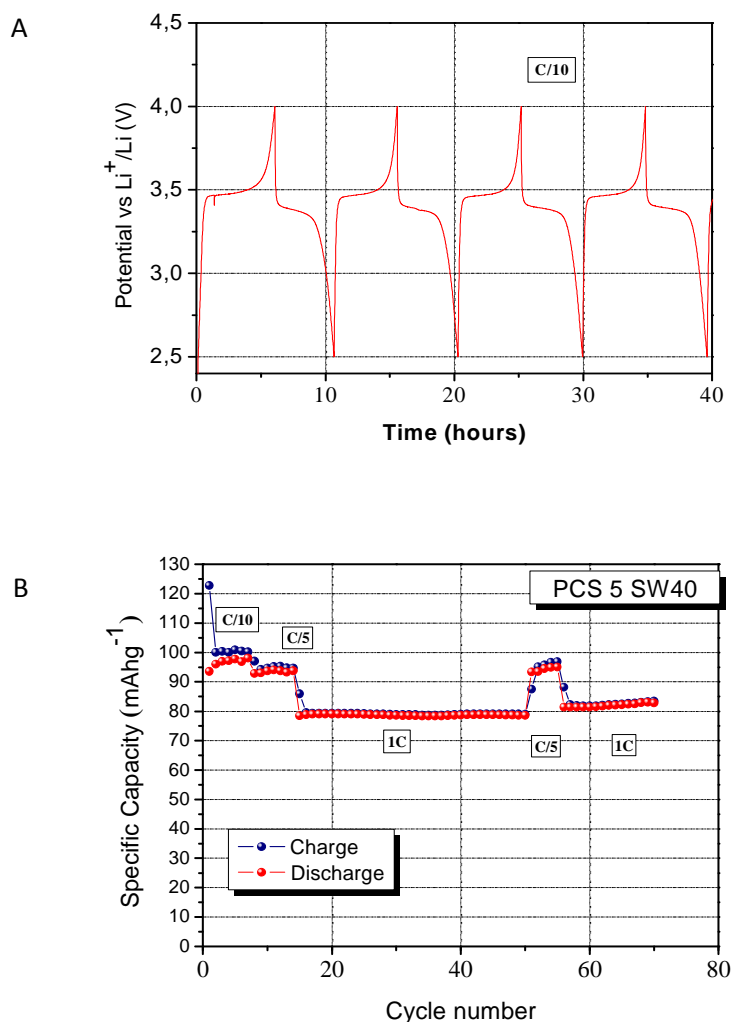 A
4,5
4,0
3,5
3,0
2,5
Potential vs Li+/Li (V)
C/10
0 10 20 30 40
Time (hours)
B
130
120
110
100
90
80
70
60
50
40
30
20
10
0
Specific Capacity (mAhg-1)
PCS 5 SW40
C/10
C/5
1C
C/5
1C
Charge
Discharge
0 20 40 60 80
Cycle number